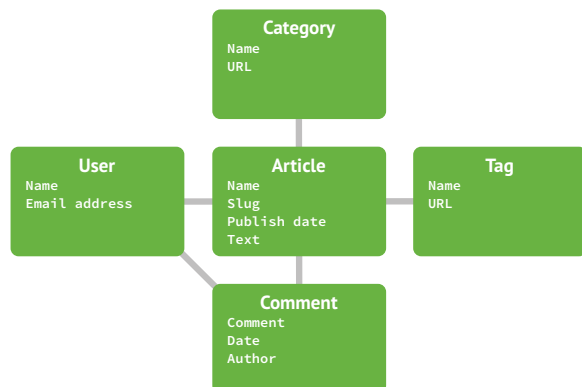 Category
Name
URL
User
Name
Email address
Article
Name
Slug
Publish date
Text
Tag
Name
URL
Comment
Comment
Date
Author